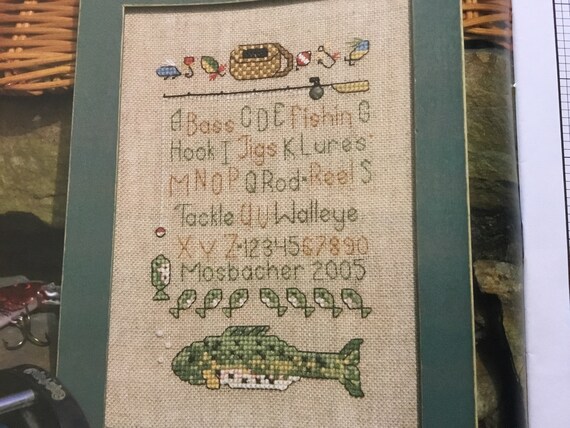 A Bass C D E Fishin G
Hook I Jigs K Lures
M N O P Q Rod-Reel S
Tackle U V Walleye
X Y Z-1234567890
Mosbacher 2005